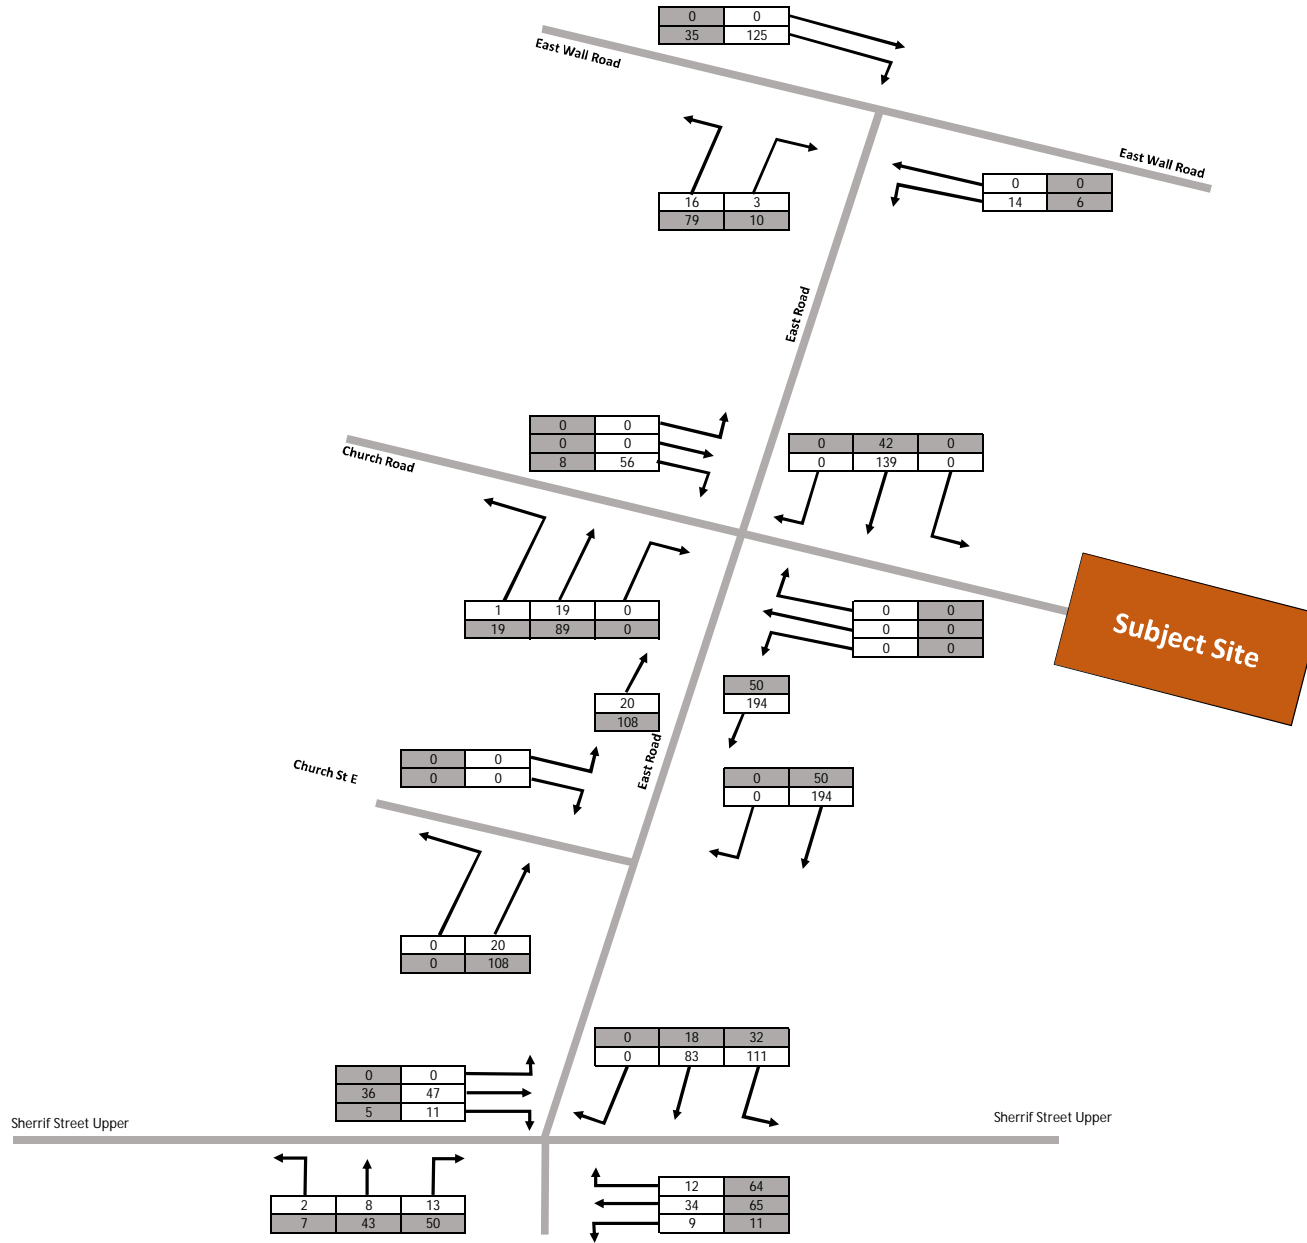 0 0
35 125
East Wall Road
East Wall Road
16 3
79 10
0 0
14 6
East Road
0 0
0 0
8 56
0 42 0
0 139 0
Church Road
1 19 0
19 89 0
0 0
0 0
0 0
Subject Site
20
108
50
194
East Road
0 0
0 0
Church St E
0 50
0 194
0 20
0 108
0 18 32
0 83 111
0 0
36 47
5 11
Sherrif Street Upper
Sherrif Street Upper
2 8 13
7 43 50
12 64
34 65
9 11